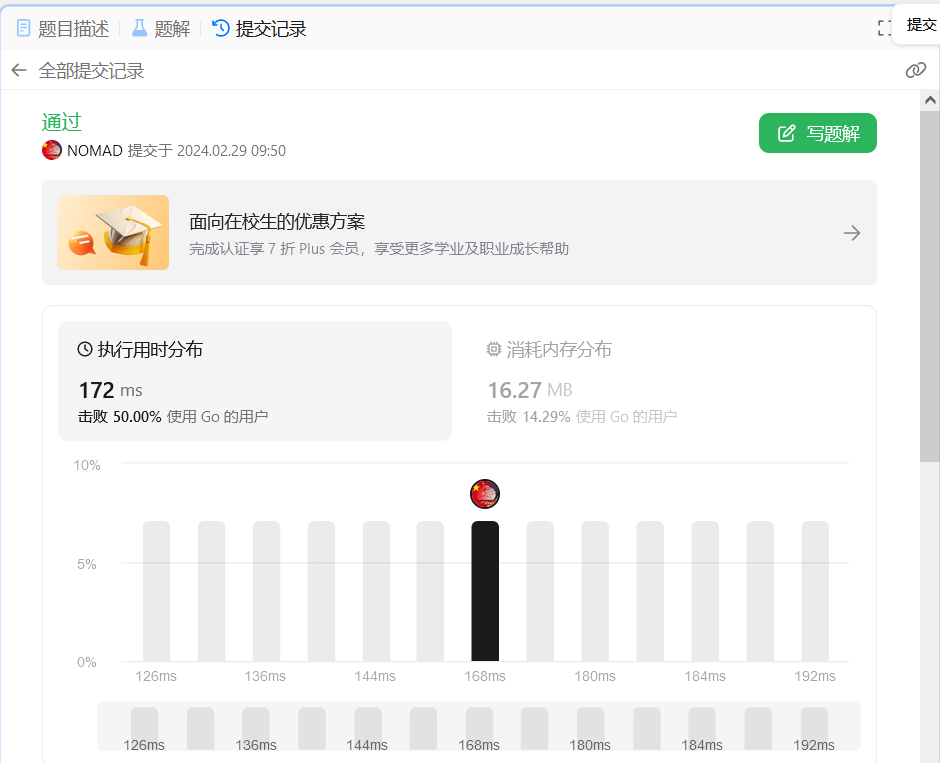 题目描述 题解 提交记录 提交
全部提交记录
通过
NOMAD 提交于 2024.02.29 09:50
写题解
面向在校生的优惠方案
完成认证享 7 折 Plus 会员，享受更多学业及职业成长帮助
执行用时分布
172 ms
击败 50.00% 使用 Go 的用户
消耗内存分布
16.27 MB
击败 14.29% 使用 Go 的用户
10%
5%
0%
126ms 136ms 144ms 168ms 180ms 184ms 192ms
126ms 136ms 144ms 168ms 180ms 184ms 192ms